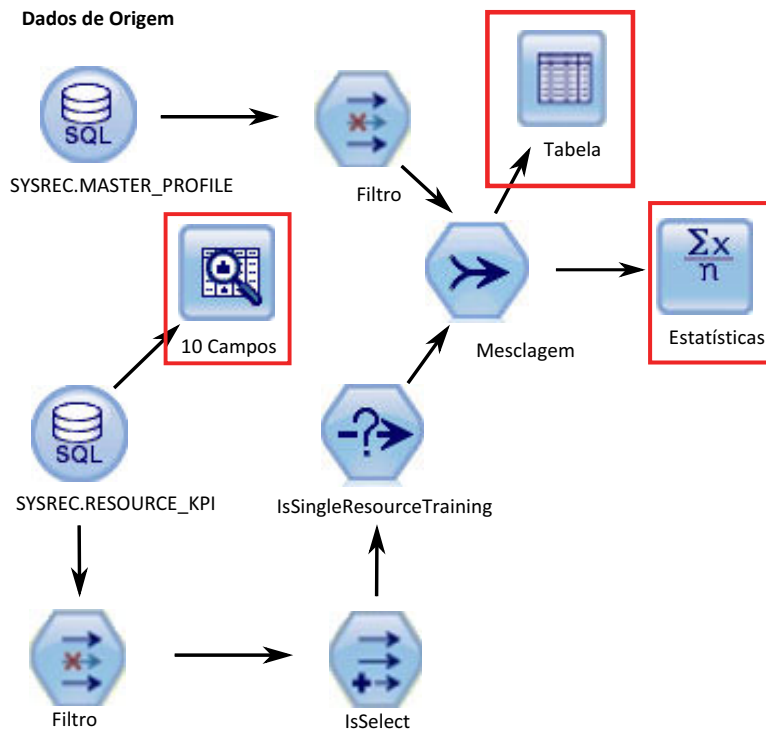 Dados de Origem
SQL
SYSREC.MASTER_PROFILE
Filtro
Tabela
10 Campos
Mesclagem
Σx
n
Estatísticas
SQL
SYSREC.RESOURCE_KPI
IsSingleResourceTraining
Filtro
IsSelect